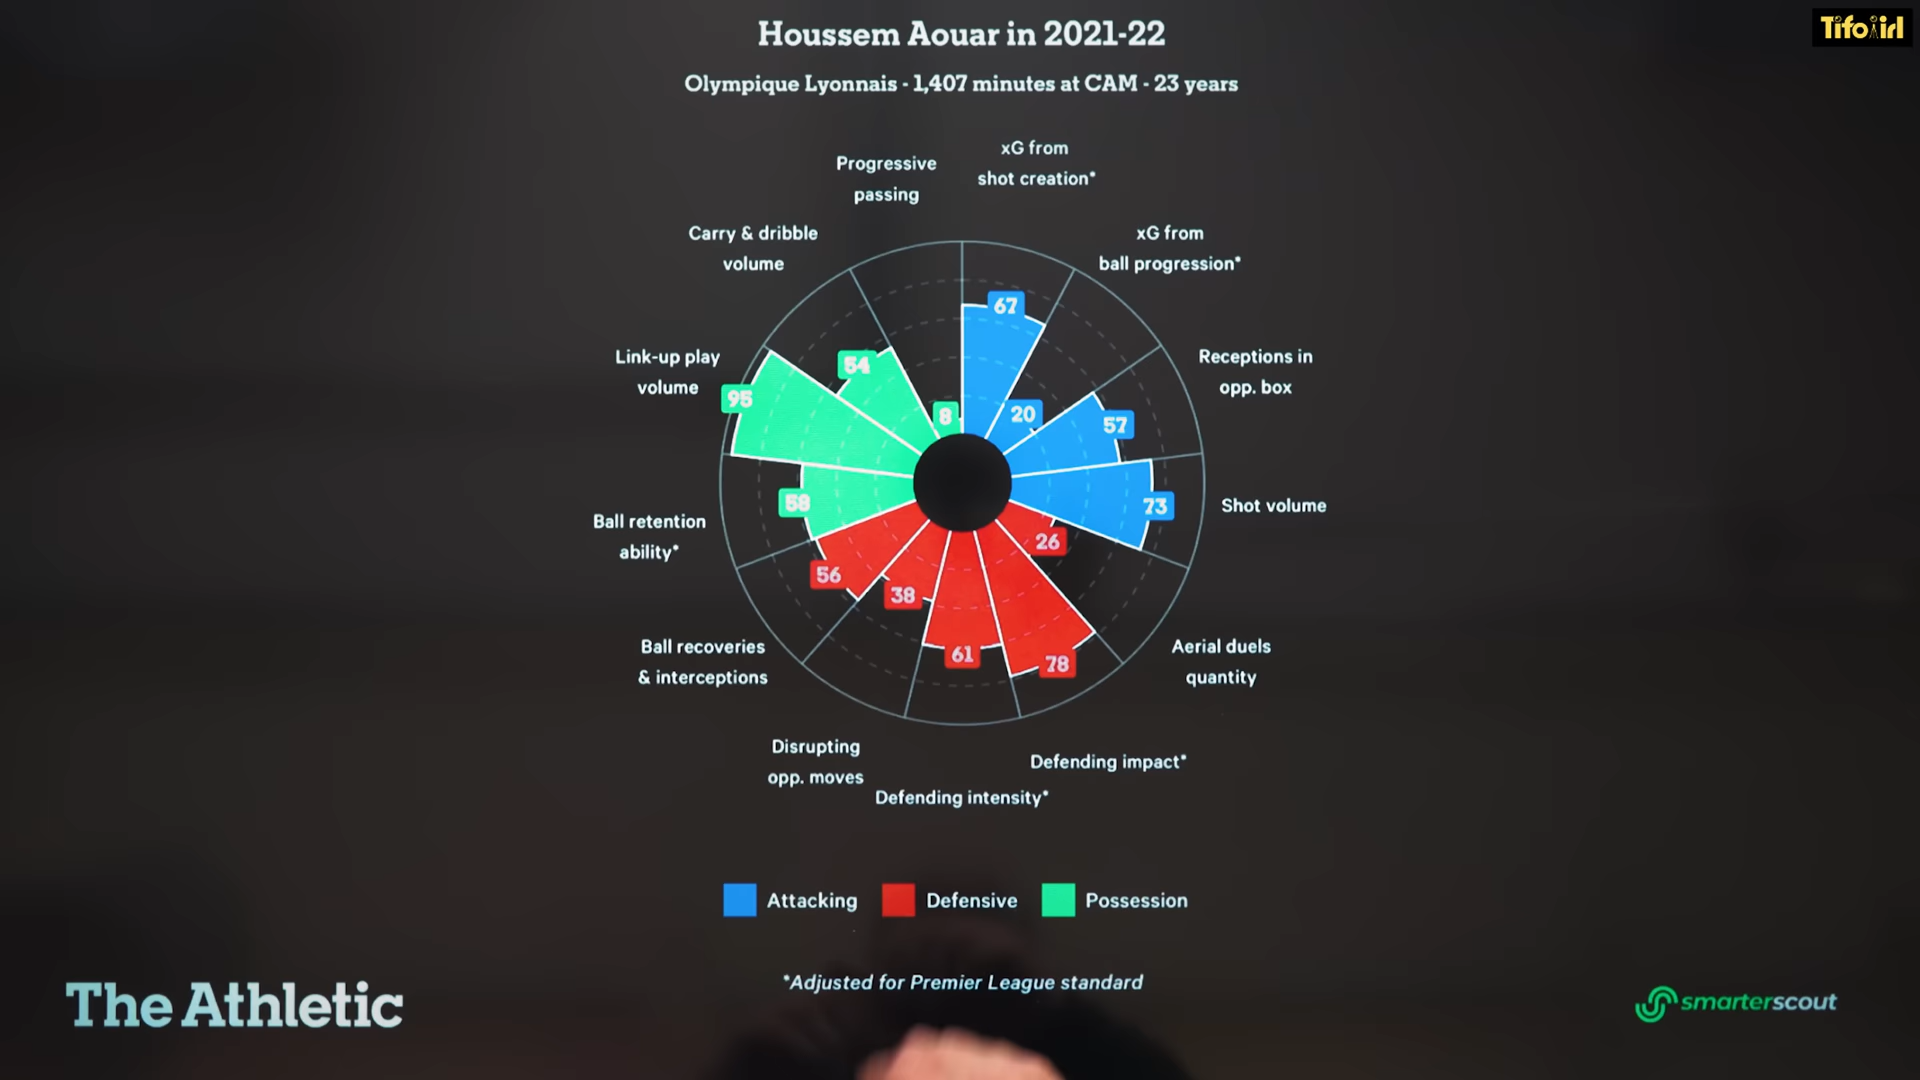 Tifo irl
Houssem Aouar in 2021-22
Olympique Lyonnais - 1,407 minutes at CAM - 23 years
xG from
shot creation*
Progressive
passing
Carry & dribble
volume
xG from
ball progression*
Link-up play
volume
Receptions in
opp. box
Ball retention
ability*
Shot volume
Ball recoveries
& interceptions
Aerial duels
quantity
Disrupting
opp. moves
Defending impact*
Defending intensity*
67
54
95
8
20
57
58
73
26
56
38
61
78
Attacking
Defensive
Possession
*Adjusted for Premier League standard
The Athletic
smarterscout